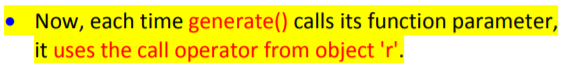 • Now, each time generate() calls its function parameter,
it uses the call operator from object 'r'.